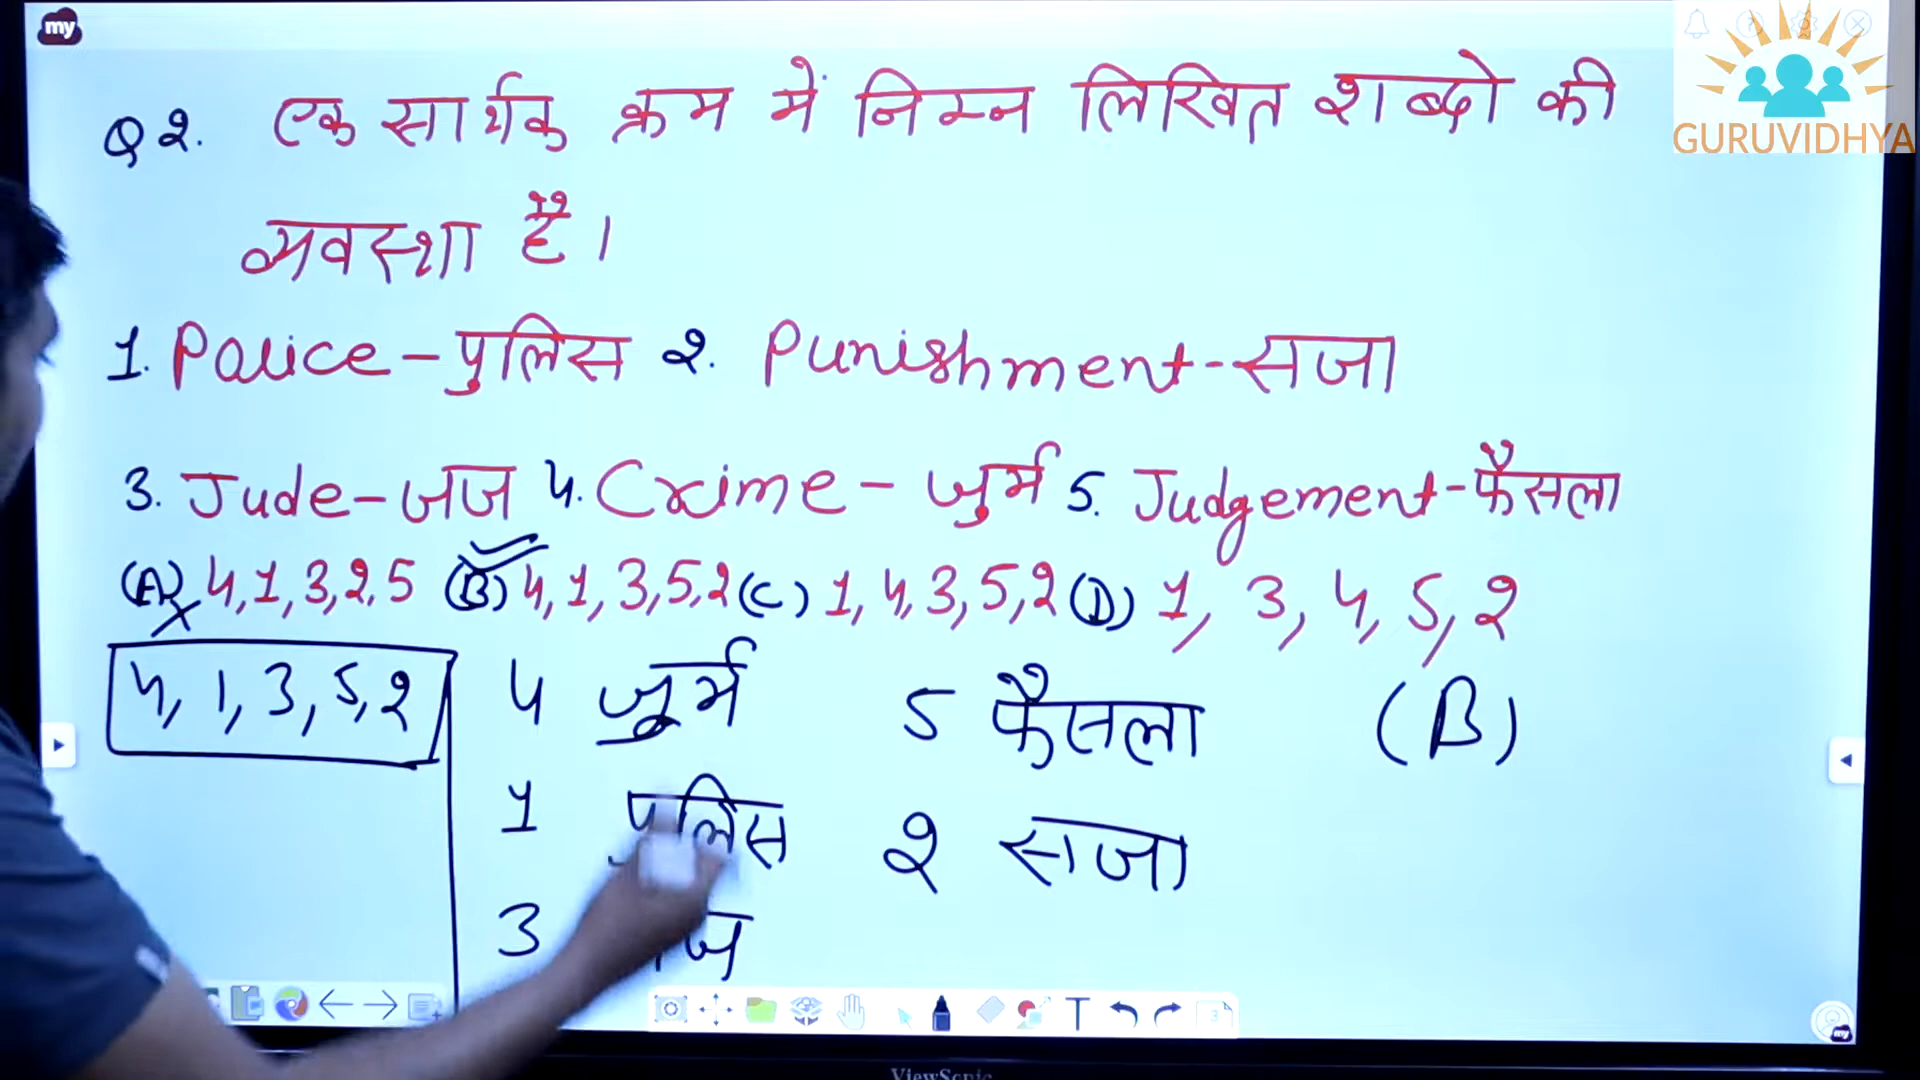 my
GURUVIDHYA
Q 2. एक सार्थक क्रम में निम्न लिखित शब्दो की
व्यवस्था है।
1. Police – पुलिस 2. Punishment - सजा
3. Jude – जज 4. Crime – जुर्म 5. Judgement - फैसला
(A) 4, 1, 3, 2, 5 (B) 4, 1, 3, 5, 2 (C) 1, 4, 3, 5, 2 (D) 1, 3, 4, 5, 2
4, 1, 3, 5, 2
4 जुर्म 5 फैसला (B)
1 पुलिस 2 सजा
3
ViewSonic